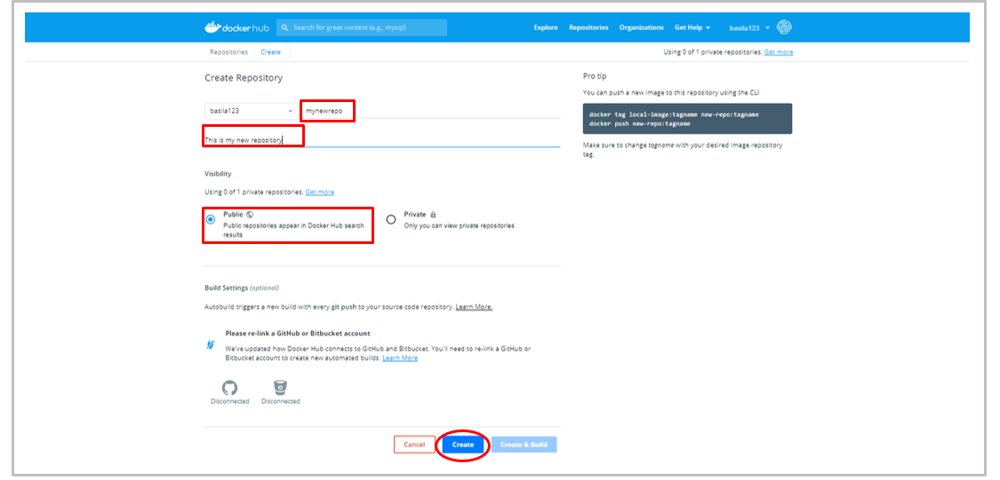 dockerhub
Search for great content (e.g., mysql)
Explore Repositories Organizations Get Help basila123
Repositories Create
Using 0 of 1 private repositories. Get more
Create Repository
basila123 mynewrepo
This is my new repository
Visibility
Using 0 of 1 private repositories. Get more
Public
Public repositories appear in Docker Hub search
results
Private
Only you can view private repositories
Build Settings (optional)
Autobuild triggers a new build with every git push to your source code repository. Learn More.
Please re-link a GitHub or Bitbucket account
We've updated how Docker Hub connects to GitHub and Bitbucket. You'll need to re-link a GitHub or
Bitbucket account to create new automated builds. Learn More
Disconnected Disconnected
Cancel Create Create & Build
Pro tip
You can push a new image to this repository using the CLI
docker tag local-image:tagname new-repo:tagname
docker push new-repo:tagname
Make sure to change tagname with your desired image repository
tag.